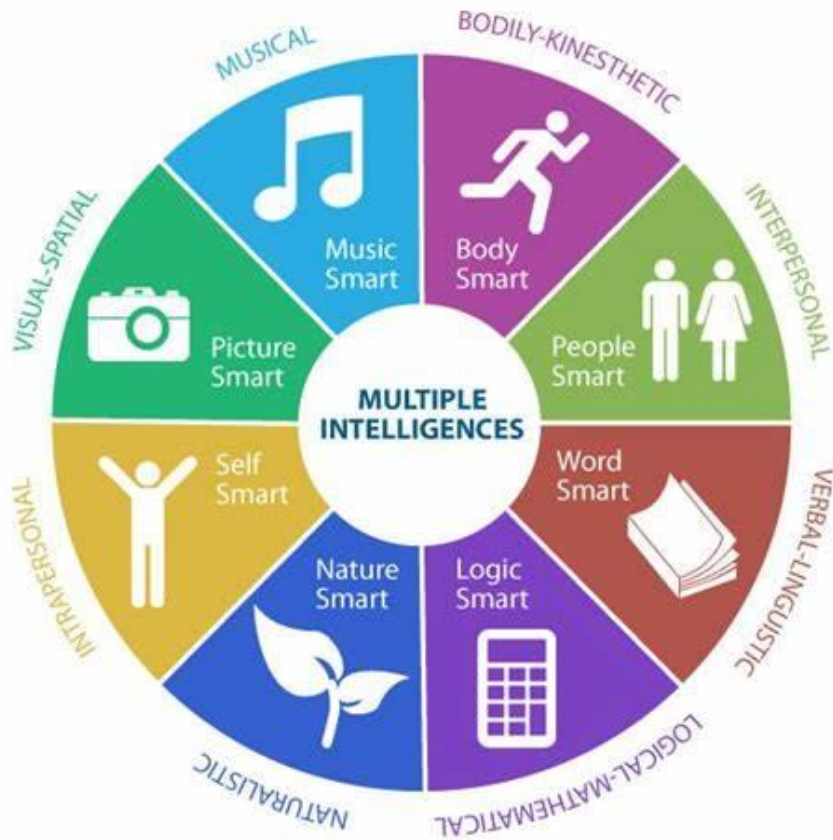 MUSICAL
BODILY-KINESTHETIC
VISUAL-SPATIAL
INTERPERSONAL
Music
Smart
Body
Smart
Picture
Smart
People
Smart
MULTIPLE
INTELLIGENCES
Self
Smart
Word
Smart
Nature
Smart
Logic
Smart
INTRAPERSONAL
VERBAL-LINGUISTIC
NATURALISTIC
LOGICAL-MATHEMATICAL